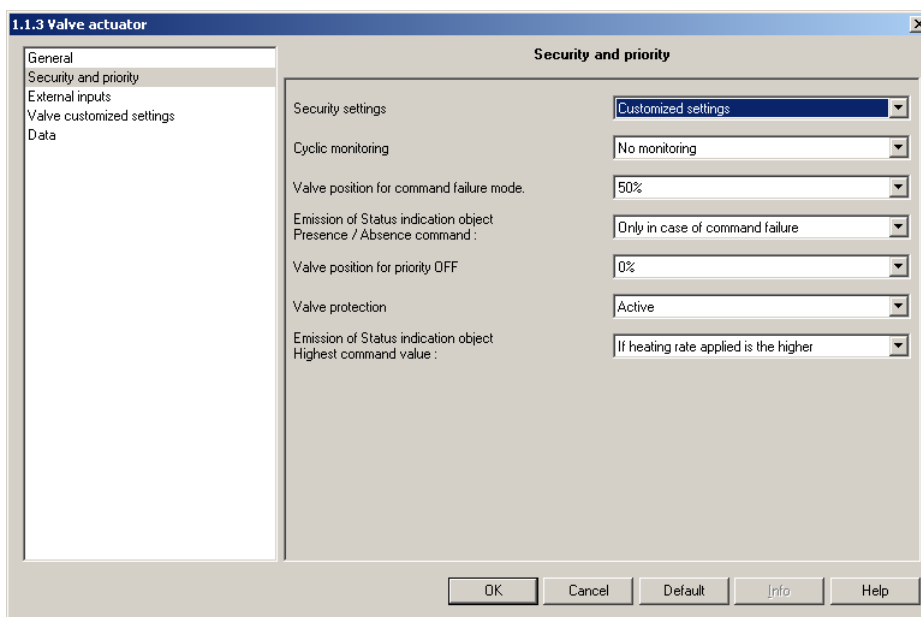 1.1.3 Valve actuator
General
Security and priority
External inputs
Valve customized settings
Data
Security and priority
Security settings
Customized settings
Cyclic monitoring
No monitoring
Valve position for command failure mode.
50%
Emission of Status indication object
Presence / Absence command :
Only in case of command failure
Valve position for priority OFF
0%
Valve protection
Active
Emission of Status indication object
Highest command value :
If heating rate applied is the higher
OK
Cancel
Default
Info
Help